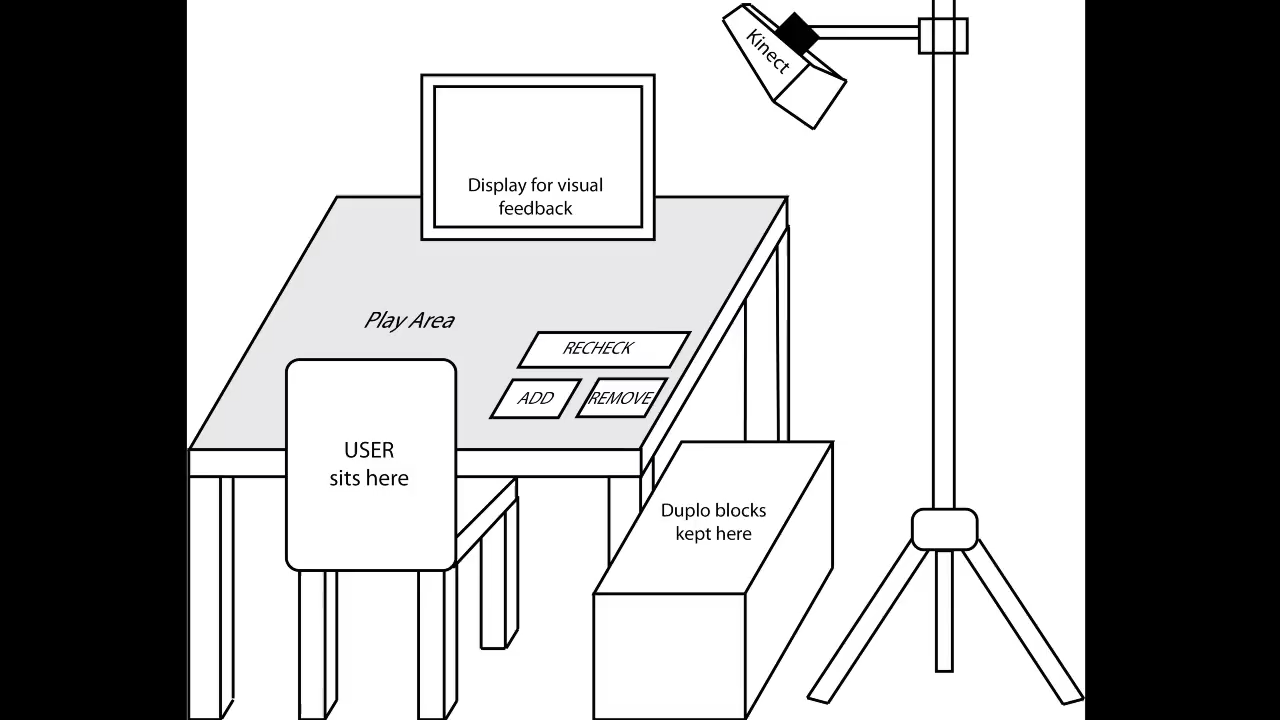 Kinect
Display for visual
feedback
Play Area
RECHECK
ADD
REMOVE
USER
sits here
Duplo blocks
kept here